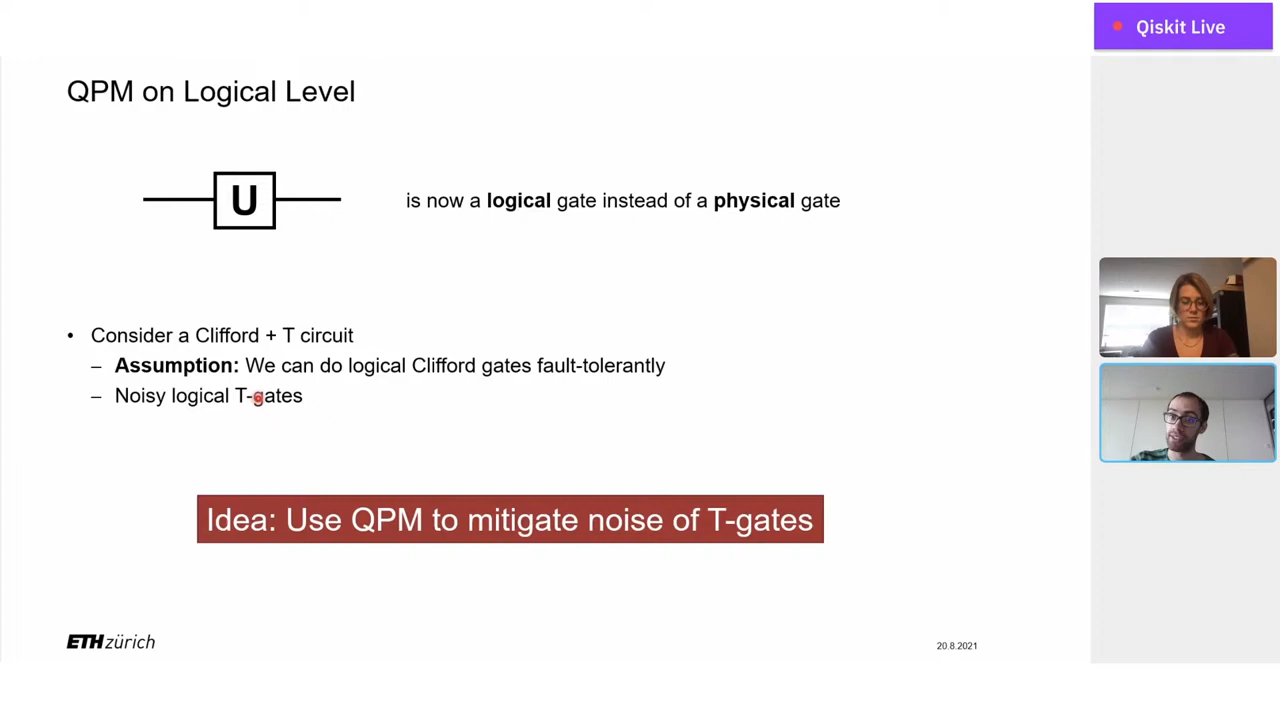 Qiskit Live
QPM on Logical Level
U
is now a logical gate instead of a physical gate
• Consider a Clifford + T circuit
– Assumption: We can do logical Clifford gates fault-tolerantly
– Noisy logical T-gates
Idea: Use QPM to mitigate noise of T-gates
ETH zürich
20.8.2021